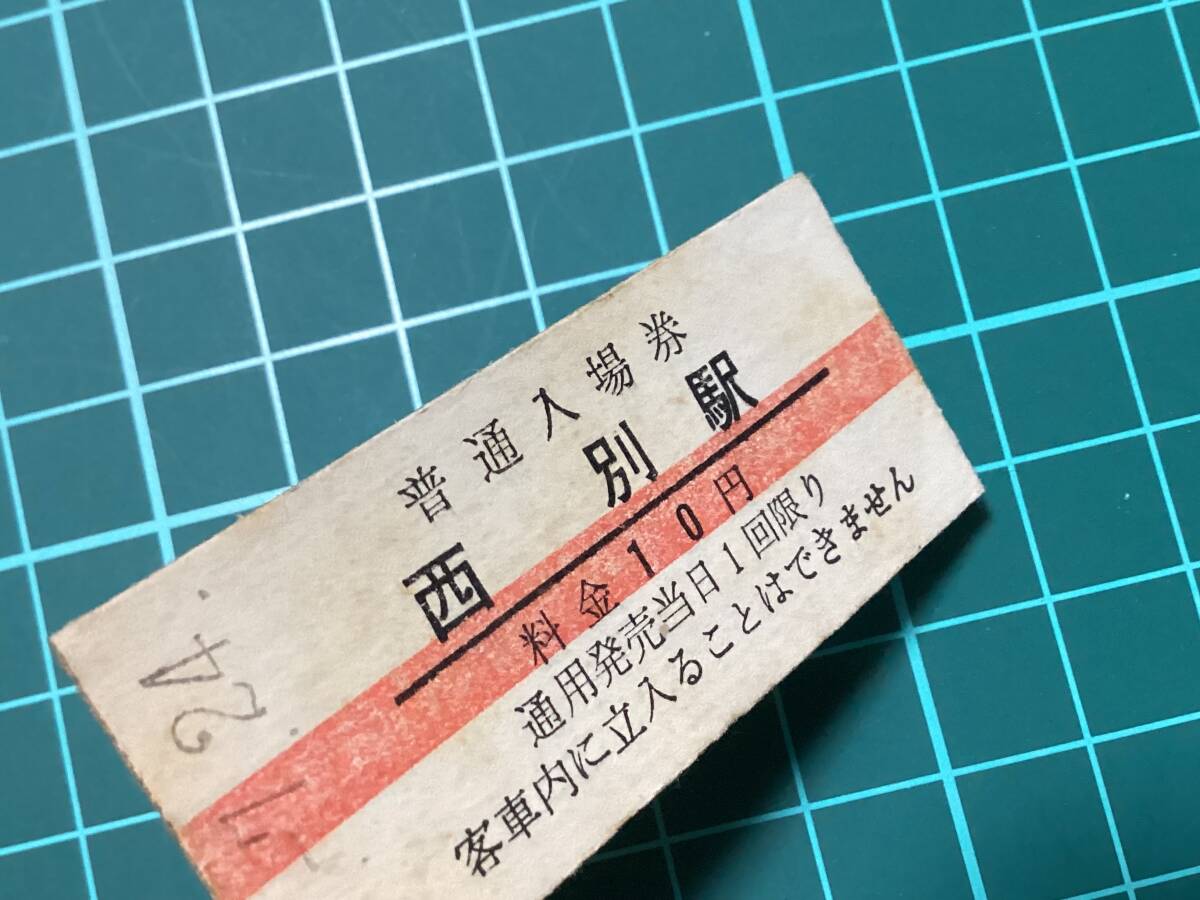 普通入場券
西別駅
料金10円
通用発売当日1回限り
客車内に立入ることはできません